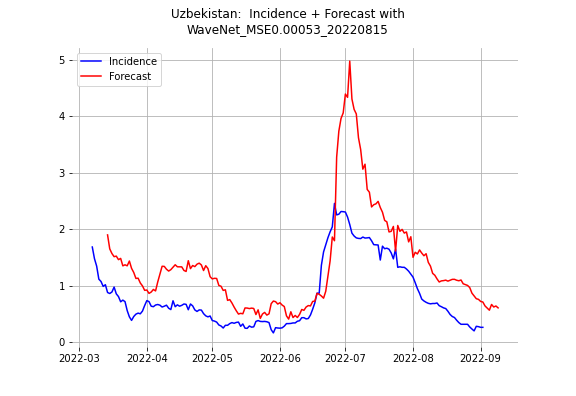 Uzbekistan:  Incidence + Forecast with
WaveNet_MSE0.00053_20220815
Incidence
Forecast
5
4
3
2
1
0
2022-03 2022-04 2022-05 2022-06 2022-07 2022-08 2022-09